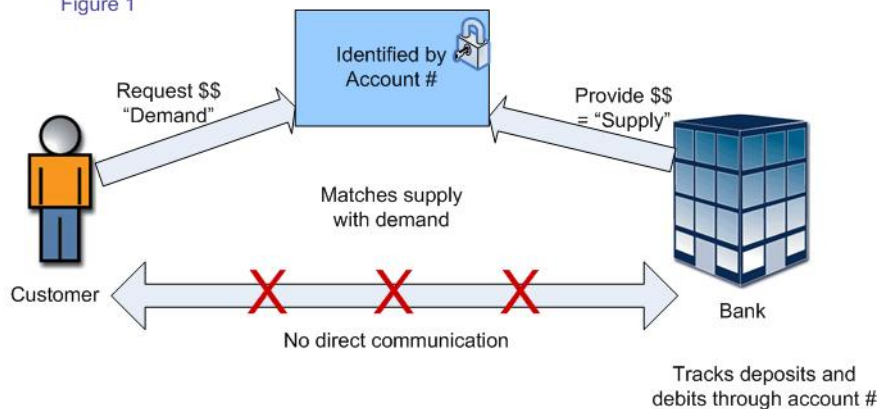 Figure 1
Identified by
Account #
Request $$
“Demand”
Provide $$
= “Supply”
Matches supply
with demand
Customer
X X X
No direct communication
Bank
Tracks deposits and
debits through account #